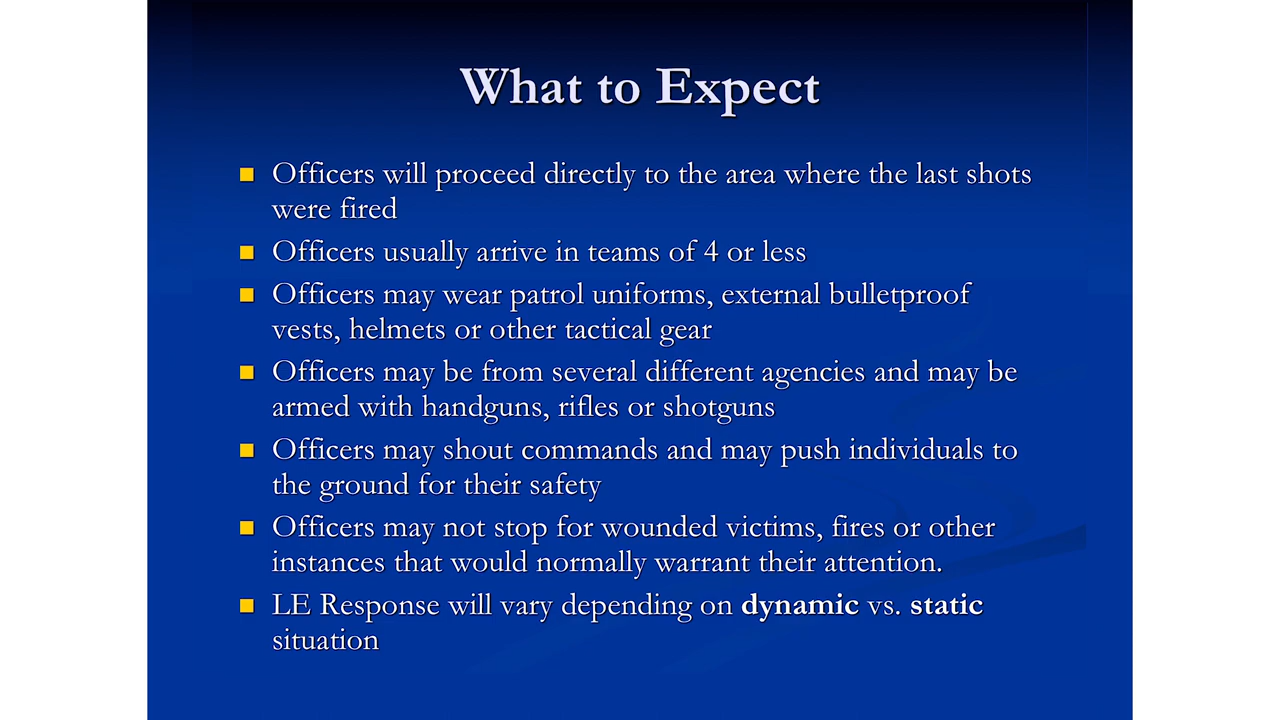 What to Expect
Officers will proceed directly to the area where the last shots
were fired
Officers usually arrive in teams of 4 or less
Officers may wear patrol uniforms, external bulletproof
vests, helmets or other tactical gear
Officers may be from several different agencies and may be
armed with handguns, rifles or shotguns
Officers may shout commands and may push individuals to
the ground for their safety
Officers may not stop for wounded victims, fires or other
instances that would normally warrant their attention.
LE Response will vary depending on dynamic vs. static
situation